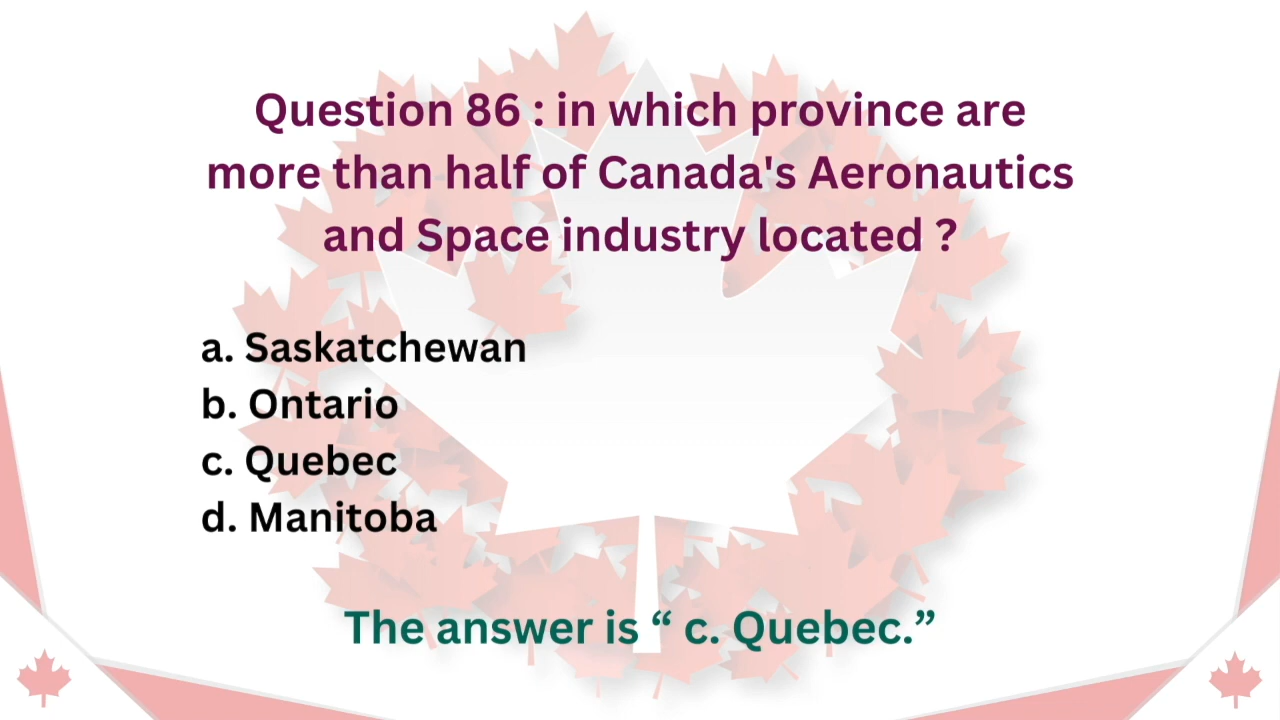 Question 86 : in which province are
more than half of Canada's Aeronautics
and Space industry located ?
a. Saskatchewan
b. Ontario
c. Quebec
d. Manitoba
The answer is “ c. Quebec.”